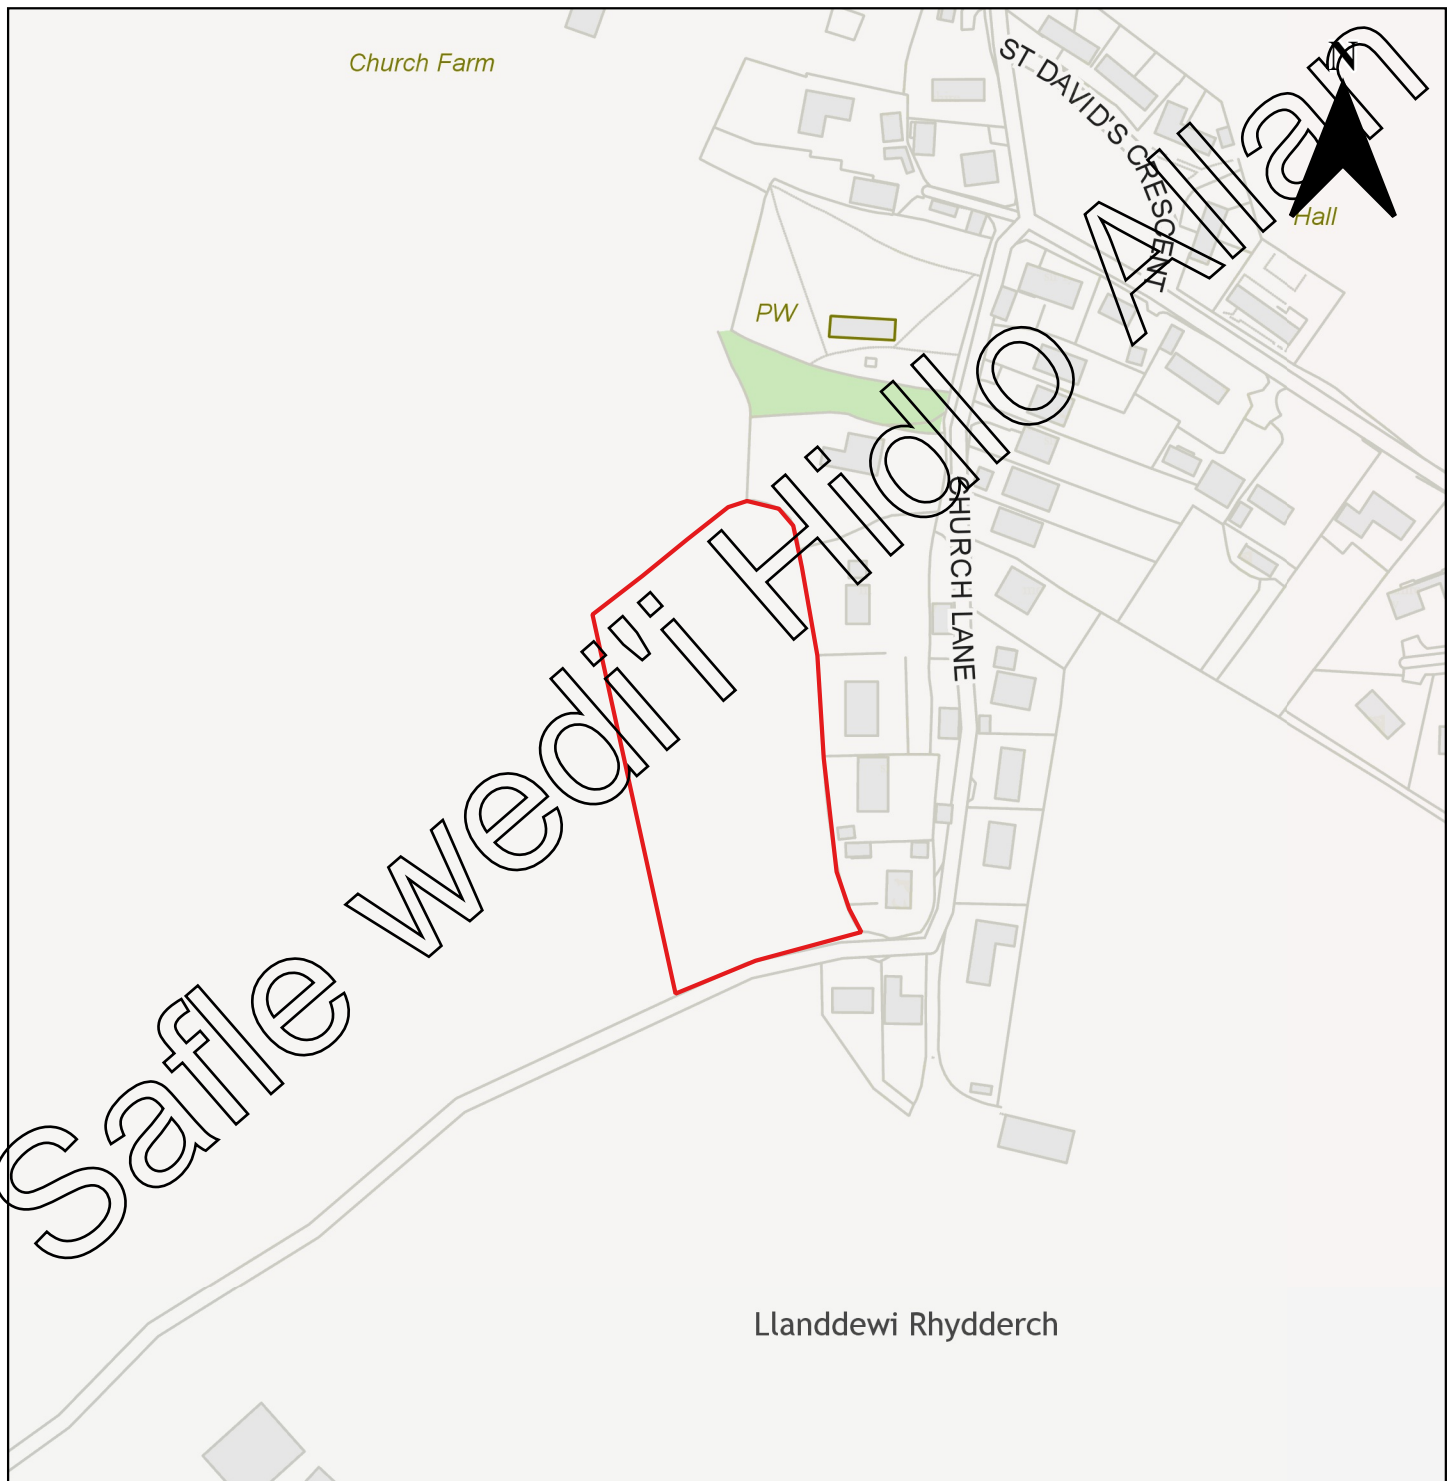 Church Farm
ST DAVID'S CRESCENT
N
Hall
PW
CHURCH LANE
Safle wedi'i Hidlo Allan
Llanddewi Rhydderch